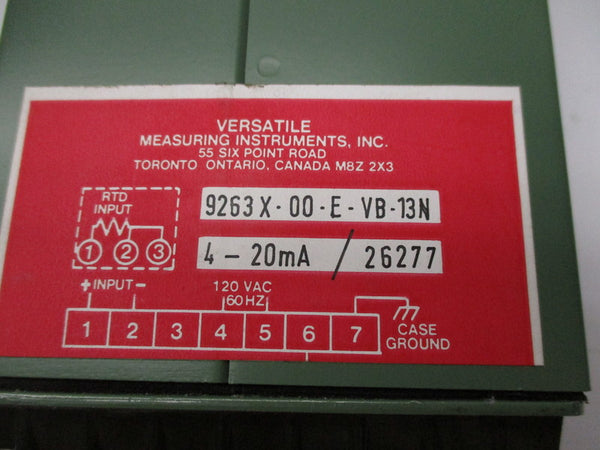 VERSATILE
MEASURING INSTRUMENTS, INC.
55 SIX POINT ROAD
TORONTO ONTARIO, CANADA M8Z 2X3
RTD
INPUT
1 2 3
9263X-00-E-VB-13N
4-20mA / 26277
+ INPUT -
120 VAC
60 HZ
1 2 3 4 5 6 7
CASE
GROUND